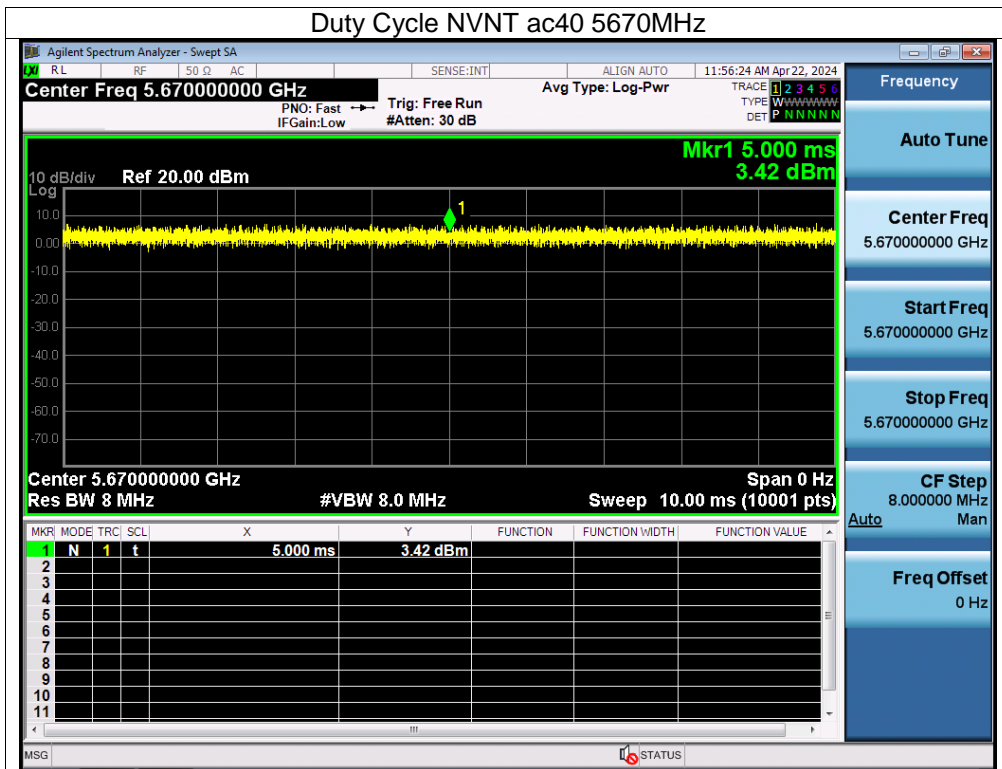 Duty Cycle NVNT ac40 5670MHz
Agilent Spectrum Analyzer - Swept SA
LXI RL RF 50 Ω AC SENSE:INT ALIGN AUTO 11:56:24 AM Apr 22, 2024
Center Freq 5.670000000 GHz
PNO: Fast
IFGain:Low
Trig: Free Run
#Atten: 30 dB
Avg Type: Log-Pwr
TRACE 1 2 3 4 5 6
TYPE WWWWWW
DET P N N N N N
Mkr1 5.000 ms
3.42 dBm
10 dB/div Ref 20.00 dBm
Log
10.0
0.00
-10.0
-20.0
-30.0
-40.0
-50.0
-60.0
-70.0
1
Center 5.670000000 GHz Span 0 Hz
Res BW 8 MHz #VBW 8.0 MHz Sweep 10.00 ms (10001 pts)
MKR MODE TRC SCL X Y FUNCTION FUNCTION WIDTH FUNCTION VALUE
1 N 1 t 5.000 ms 3.42 dBm
2
3
4
5
6
7
8
9
10
11
MSG STATUS
Frequency
Auto Tune
Center Freq
5.670000000 GHz
Start Freq
5.670000000 GHz
Stop Freq
5.670000000 GHz
CF Step
8.000000 MHz
Auto Man
Freq Offset
0 Hz